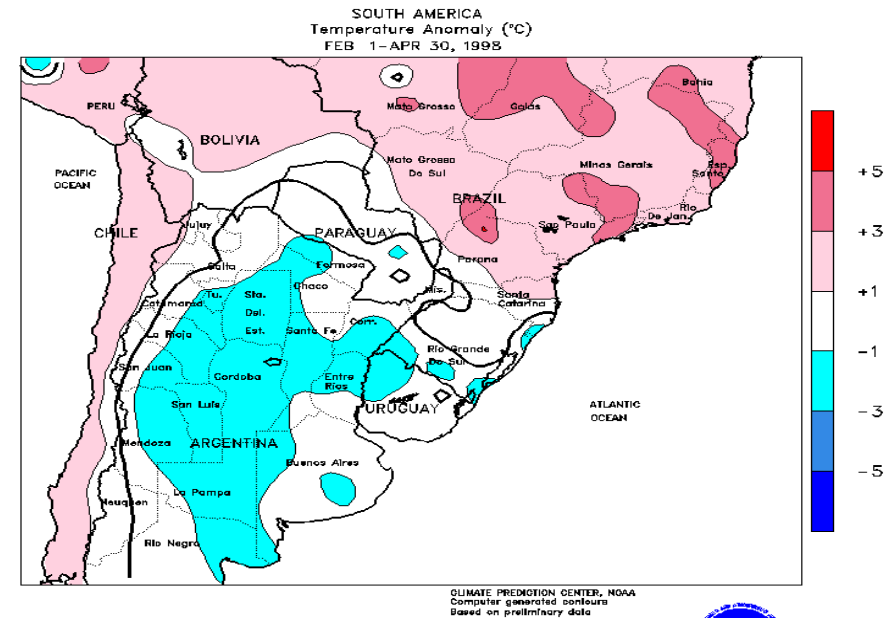 SOUTH AMERICA
Temperature Anomaly (°C)
FEB 1-APR 30, 1998
Bahia
PERU
Mato Grosso
Goias
BOLIVIA
Mato Grosso
Do Sul
Minas Gerais
Esp.
Santo
PACIFIC
OCEAN
BRAZIL
Rio
De Jan.
Jujuy
Sao Paulo
CHILE
PARAGUAY
Parana
Salta
Formosa
Chaco
Mis.
Santa
Catarina
Catamarca
Tu.
Sta.
Del.
Est.
Santa Fe
Corr.
La Rioja
Rio Grande
Do Sul
San Juan
Cordoba
Entre
Rios
San Luis
URUGUAY
ATLANTIC
OCEAN
Mendoza
ARGENTINA
Buenos Aires
La Pampa
Neuquen
Rio Negro
+5
+3
+1
-1
-3
-5
CLIMATE PREDICTION CENTER, NOAA
Computer generated contours
Based on preliminary data